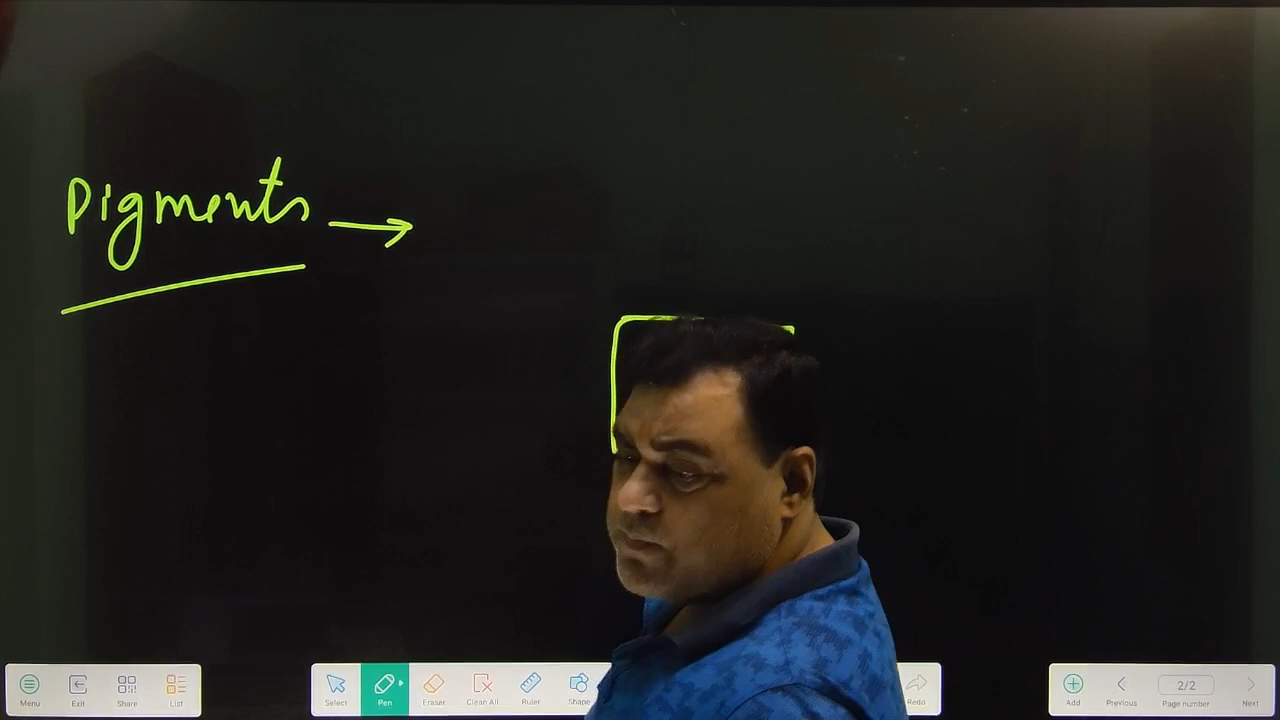 Pigments →
Menu Exit Share List Select Pen Eraser Clean All... Ruler Shape Redo Add Previous 2/2 Page number Next